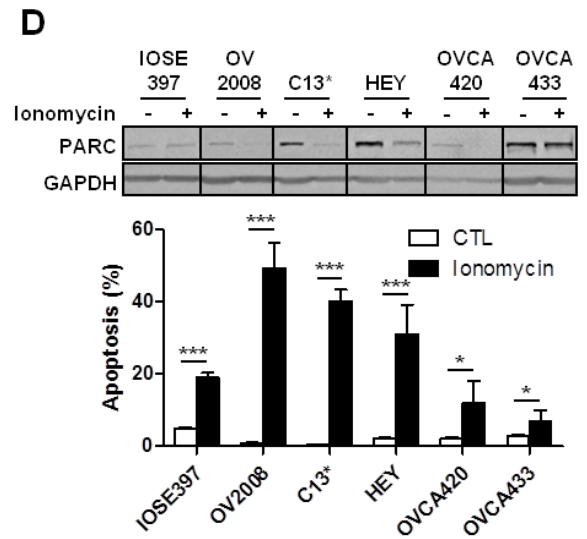 D
IOSE OV OVCA OVCA
397 2008 C13* HEY 420 433
Ionomycin - + - + - + - + - + - +
PARC
GAPDH
60
40
20
0
Apoptosis (%)
CTL
Ionomycin
*** *** *** *** * *
IOSE397 OV2008 C13* HEY OVCA420 OVCA433